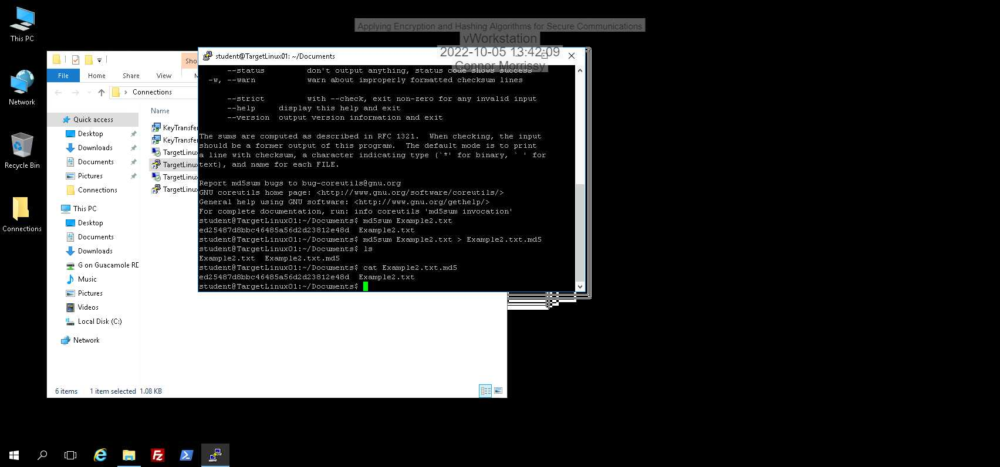 This PC
Network
Recycle Bin
Connections
Applying Encryption and Hashing Algorithms for Secure Communications
vWorkstation
2022-10-05 13:42:09
Connor Morrissy
Sho
File
Home
Share
View
Connections
Quick access
Desktop
Downloads
Documents
Pictures
Connections
This PC
Desktop
Documents
Downloads
G on Guacamole RD
Music
Pictures
Videos
Local Disk (C:)
Network
Name
KeyTransfer
KeyTransfer
TargetLinux
TargetLinux
TargetLinux
TargetLinux
6 items 1 item selected 1.08 KB
student@TargetLinux01: ~/Documents
--status don't output anything, status code shows success
-w, --warn warn about improperly formatted checksum lines
--strict with --check, exit non-zero for any invalid input
--help display this help and exit
--version output version information and exit
The sums are computed as described in RFC 1321. When checking, the input
should be a former output of this program. The default mode is to print
a line with checksum, a character indicating type (`*' for binary, ` ' for
text), and name for each FILE.
Report md5sum bugs to bug-coreutils@gnu.org
GNU coreutils home page: <http://www.gnu.org/software/coreutils/>
General help using GNU software: <http://www.gnu.org/gethelp/>
For complete documentation, run: info coreutils 'md5sum invocation'
student@TargetLinux01:~/Documents$ md5sum Example2.txt
ed25487d8bbc46485a56d2d23812e48d Example2.txt
student@TargetLinux01:~/Documents$ md5sum Example2.txt > Example2.txt.md5
student@TargetLinux01:~/Documents$ ls
Example2.txt Example2.txt.md5
student@TargetLinux01:~/Documents$ cat Example2.txt.md5
ed25487d8bbc46485a56d2d23812e48d Example2.txt
student@TargetLinux01:~/Documents$